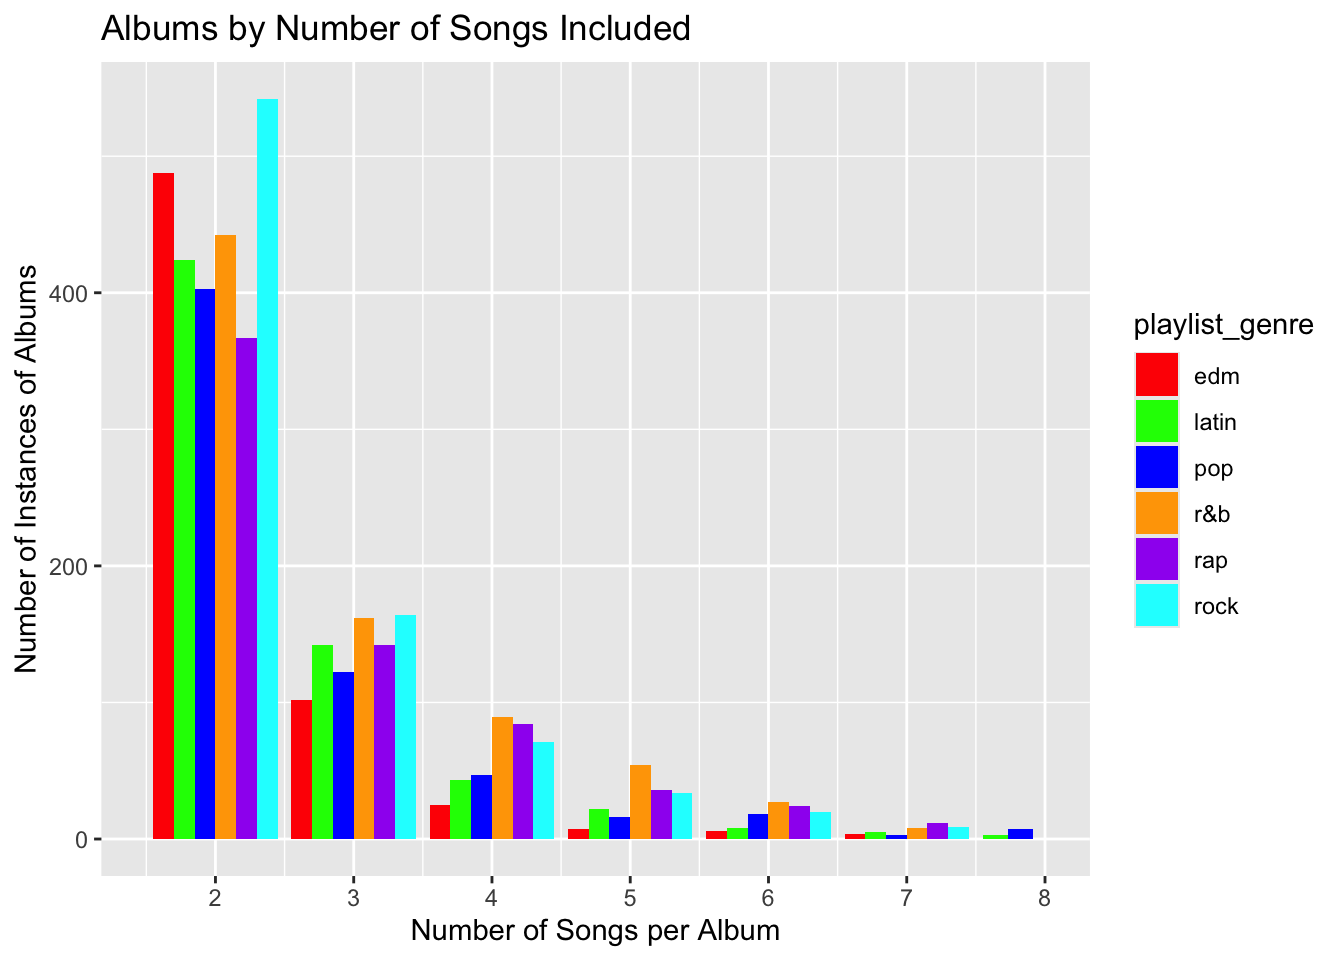 Albums by Number of Songs Included
Number of Instances of Albums
400
200
0
2 3 4 5 6 7 8
Number of Songs per Album
playlist_genre
edm
latin
pop
r&b
rap
rock